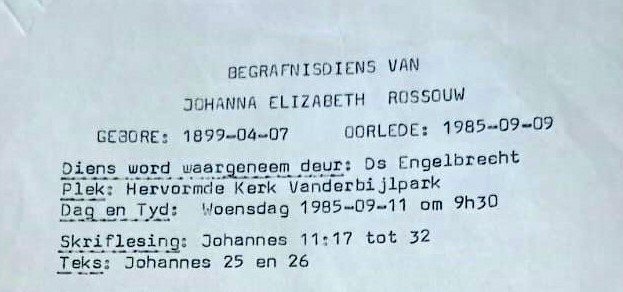 BEGRAFNISDIENS VAN
JOHANNA ELIZABETH ROSSOUW
GEBORE: 1899-04-07 OORLEDE: 1985-09-09
Diens word waargeneem deur: Ds Engelbrecht
Plek: Hervormde Kerk Vanderbijlpark
Dag en Tyd: Woensdag 1985-09-11 om 9h30
Skriflesing: Johannes 11:17 tot 32
Teks: Johannes 25 en 26